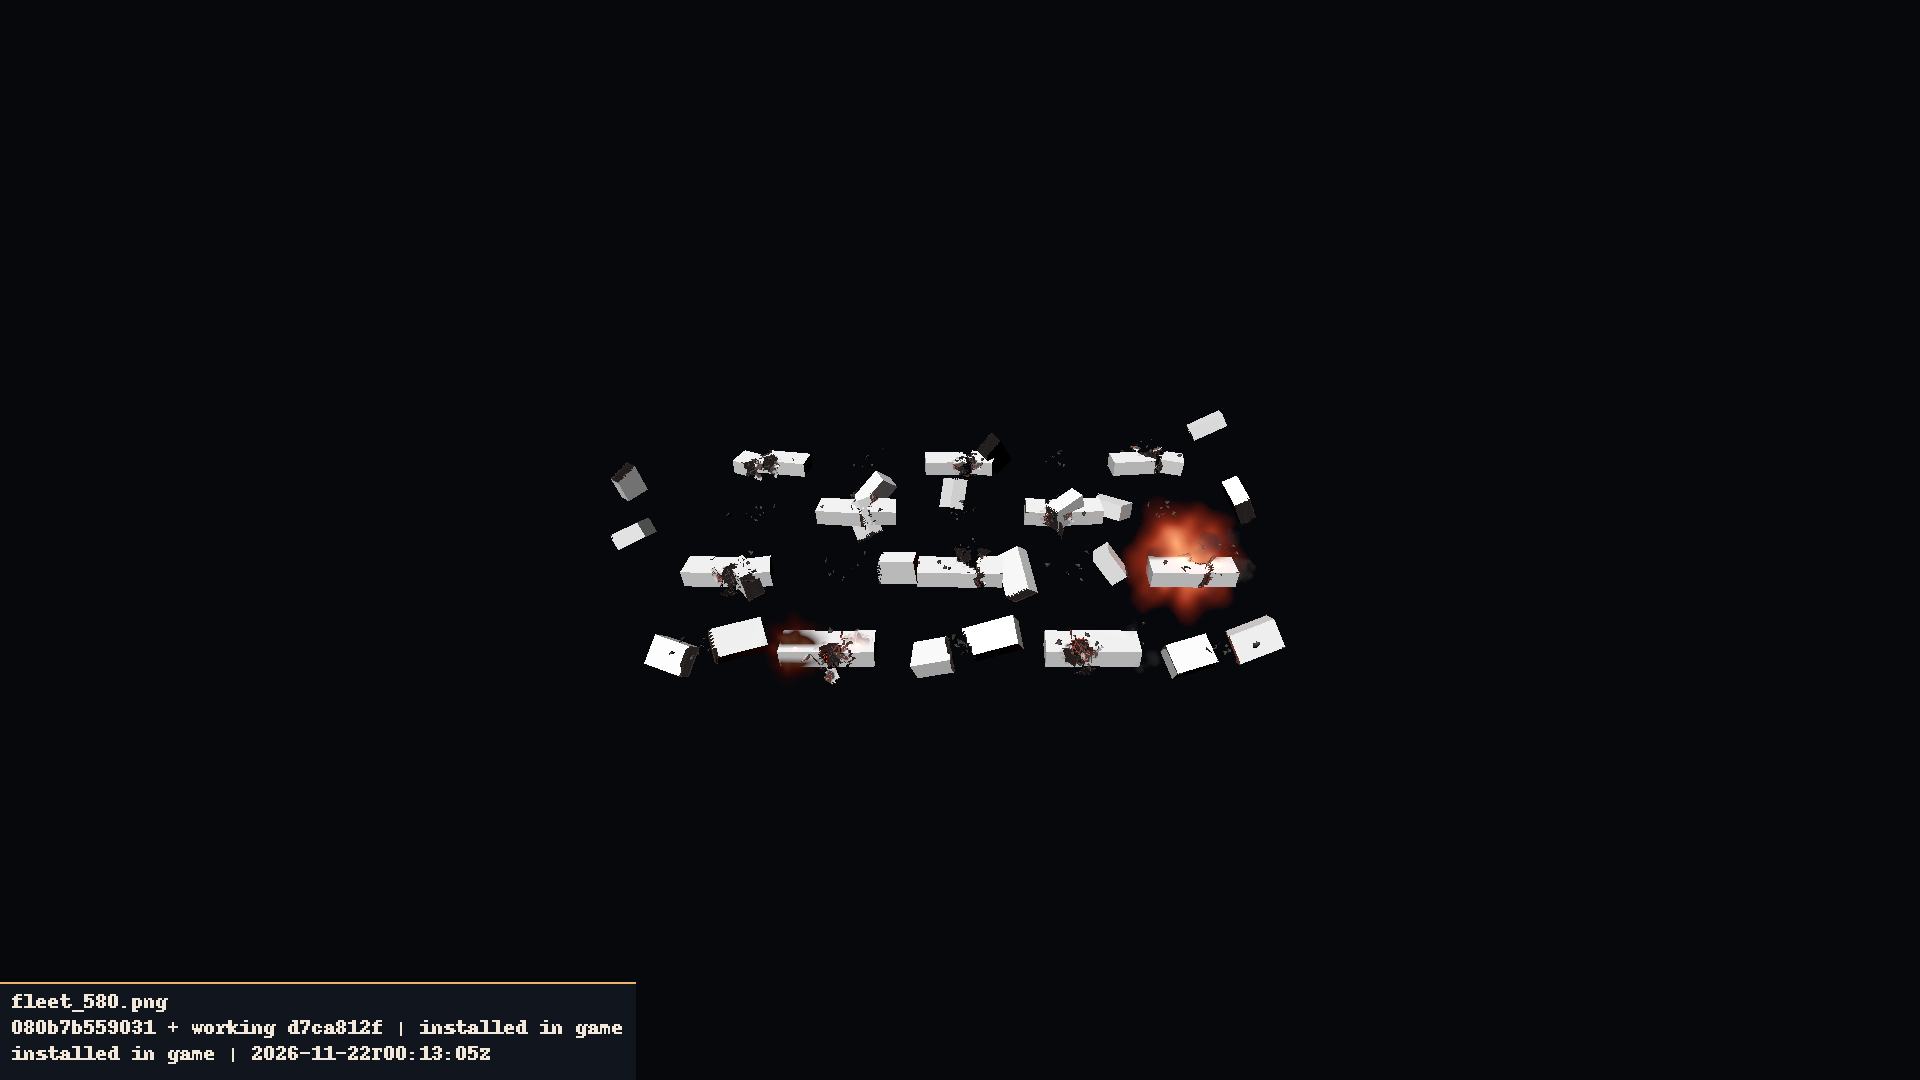 fleet_580.png
080b7b559031 + working d7ca812f | installed in game
installed in game | 2026-11-22T00:13:05Z